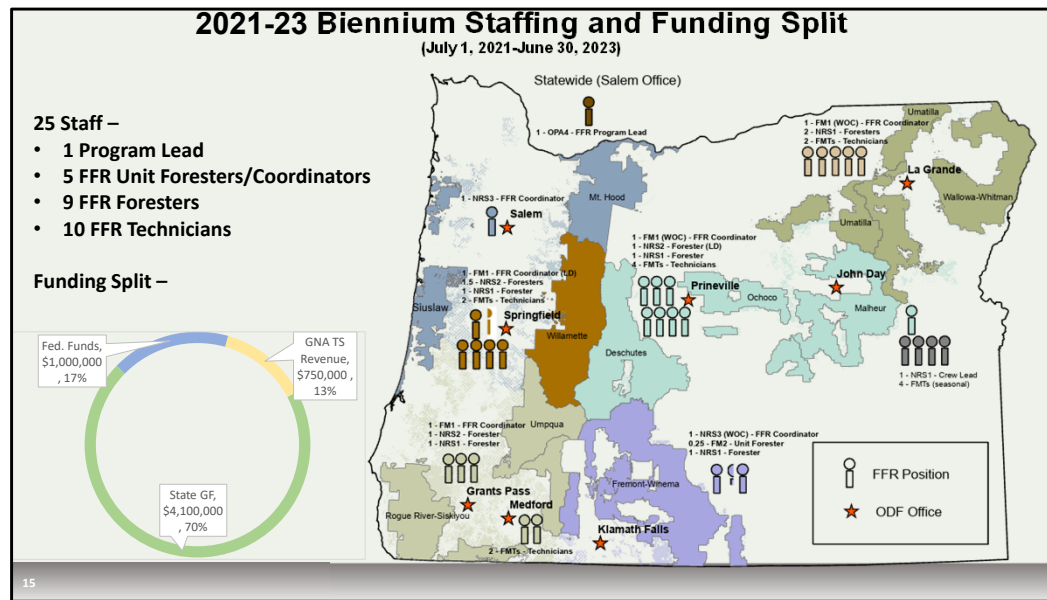 2021-23 Biennium Staffing and Funding Split
(July 1, 2021-June 30, 2023)
25 Staff –
• 1 Program Lead
• 5 FFR Unit Foresters/Coordinators
• 9 FFR Foresters
• 10 FFR Technicians
Funding Split –
Fed. Funds,
$1,000,000
, 17%
GNA TS
Revenue,
$750,000 ,
13%
State GF,
$4,100,000
, 70%
Statewide (Salem Office)
1 - OPA4 - FFR Program Lead
1 - FM1 (WOC) - FFR Coordinator
2 - NRS1 - Foresters
2 - FMTs - Technicians
Umatilla
La Grande
Wallowa-Whitman
Umatilla
Mt. Hood
1 - NRS3 - FFR Coordinator
Salem
1 - FM1 (WOC) - FFR Coordinator
1 - NRS2 - Forester (LD)
1 - NRS1 - Forester
4 - FMTs - Technicians
Prineville
Ochoco
John Day
Malheur
1 - NRS1 - Crew Lead
4 - FMTs (seasonal)
1 - FM1 - FFR Coordinator (LD)
1.5 - NRS2 - Foresters
1 - NRS1 - Forester
2 - FMTs - Technicians
Siuslaw
Springfield
Willamette
Deschutes
Umpqua
1 - FM1 - FFR Coordinator
1 - NRS2 - Forester
1 - NRS1 - Forester
Grants Pass
Rogue River-Siskiyou
Medford
2 - FMTs - Technicians
1 - NRS3 (WOC) - FFR Coordinator
0.25 - FM2 - Unit Forester
1 - NRS1 - Forester
Fremont-Winema
Klamath Falls
FFR Position
ODF Office
15